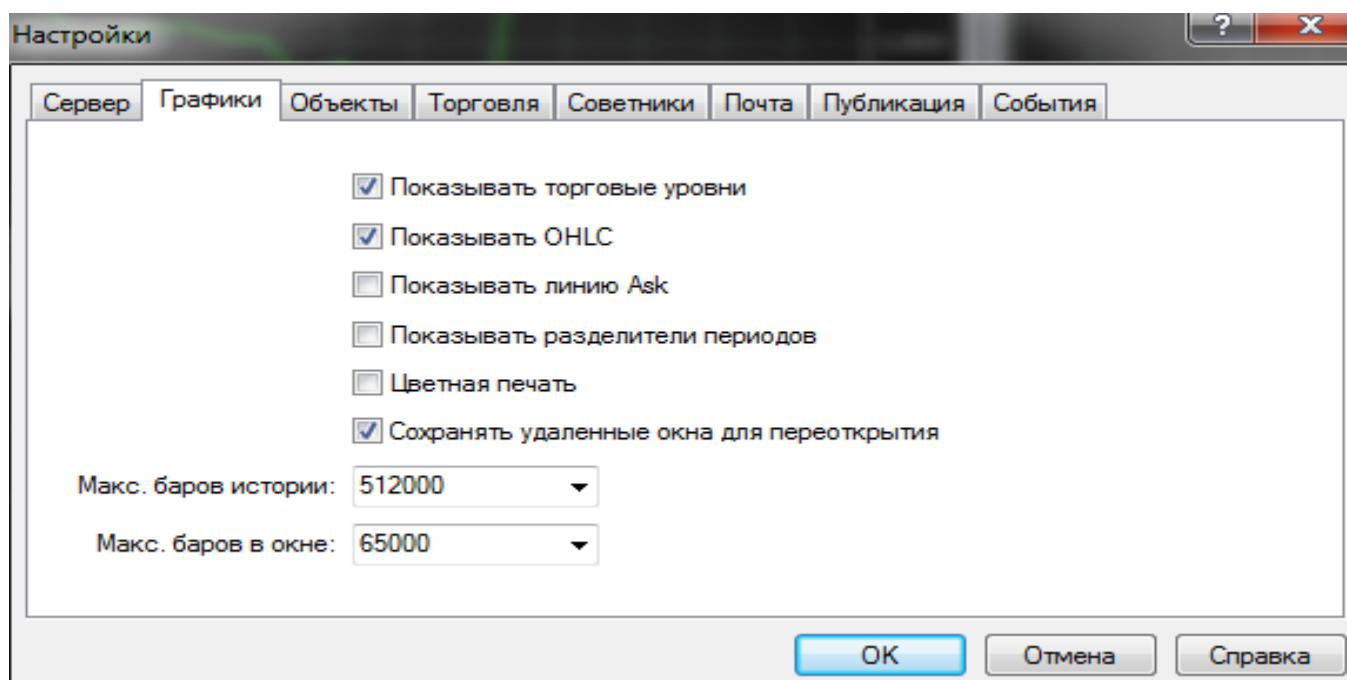 Настройки
?
X
Сервер Графики Объекты Торговля Советники Почта Публикация События
Показывать торговые уровни
Показывать OHLC
Показывать линию Ask
Показывать разделители периодов
Цветная печать
Сохранять удаленные окна для переоткрытия
Макс. баров истории: 512000
Макс. баров в окне: 65000
OK Отмена Справка